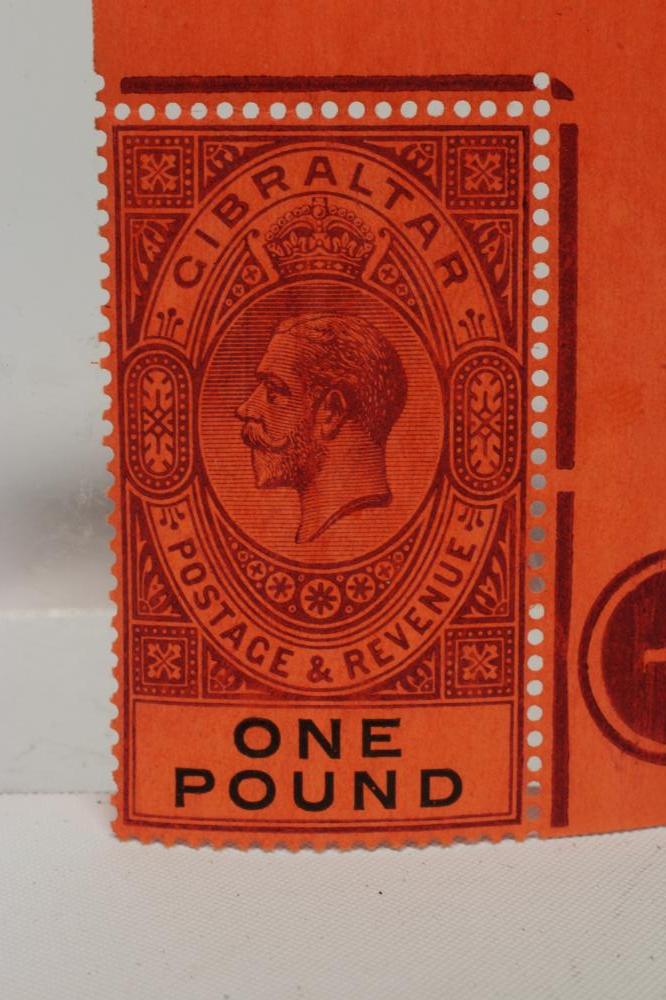 GIBRALTAR
POSTAGE & REVENUE
ONE
POUND